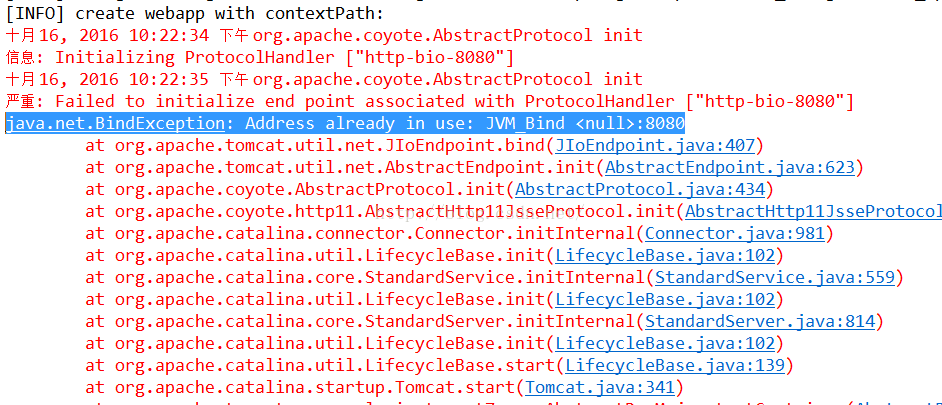 [INFO] create webapp with contextPath:
十月16, 2016 10:22:34 下午org.apache.coyote.AbstractProtocol init
信息: Initializing ProtocolHandler ["http-bio-8080"]
十月16, 2016 10:22:35 下午org.apache.coyote.AbstractProtocol init
严重: Failed to initialize end point associated with ProtocolHandler ["http-bio-8080"]
java.net.BindException: Address already in use: JVM_Bind <null>:8080
at org.apache.tomcat.util.net.JIoEndpoint.bind(JIoEndpoint.java:407)
at org.apache.tomcat.util.net.AbstractEndpoint.init(AbstractEndpoint.java:623)
at org.apache.coyote.AbstractProtocol.init(AbstractProtocol.java:434)
at org.apache.coyote.http11.AbstractHttp11JsseProtocol.init(AbstractHttp11JsseProtocol
at org.apache.catalina.connector.Connector.initInternal(Connector.java:981)
at org.apache.catalina.util.LifecycleBase.init(LifecycleBase.java:102)
at org.apache.catalina.core.StandardService.initInternal(StandardService.java:559)
at org.apache.catalina.util.LifecycleBase.init(LifecycleBase.java:102)
at org.apache.catalina.core.StandardServer.initInternal(StandardServer.java:814)
at org.apache.catalina.util.LifecycleBase.init(LifecycleBase.java:102)
at org.apache.catalina.util.LifecycleBase.start(LifecycleBase.java:139)
at org.apache.catalina.startup.Tomcat.start(Tomcat.java:341)